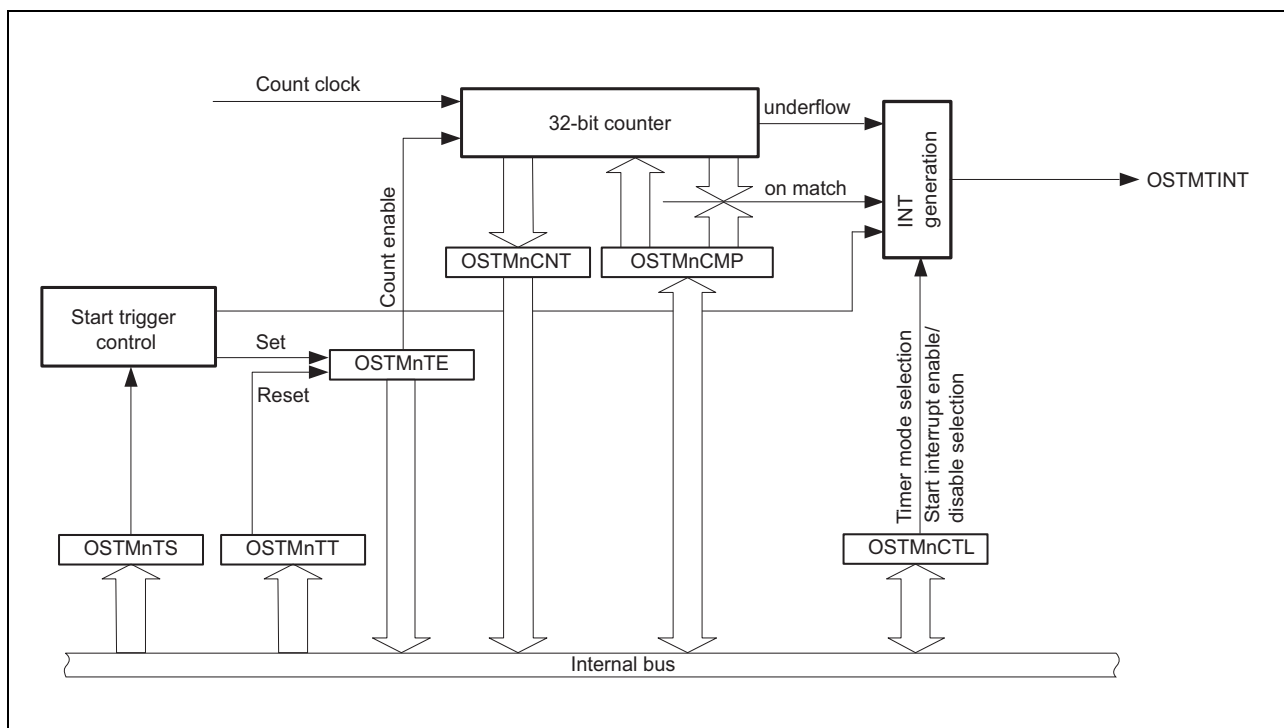 Count clock
32-bit counter
underflow
on match
INT
generation
OSTMTINT
Count enable
OSTMnCNT
OSTMnCMP
Start trigger
control
Set
OSTMnTE
Reset
Timer mode selection
Start interrupt enable/
disable selection
OSTMnTS
OSTMnTT
OSTMnCTL
Internal bus